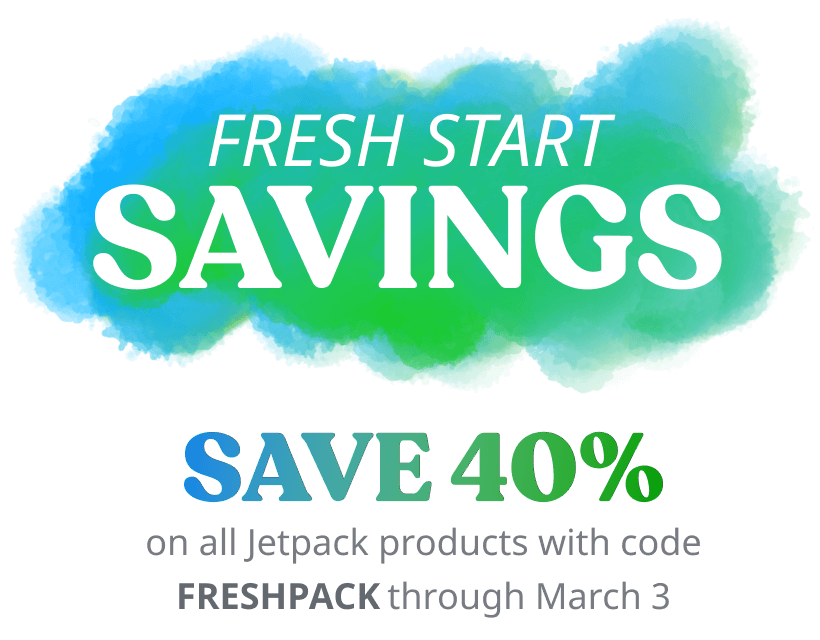 FRESH START
SAVINGS
SAVE 40%
on all Jetpack products with code
FRESHPACK through March 3